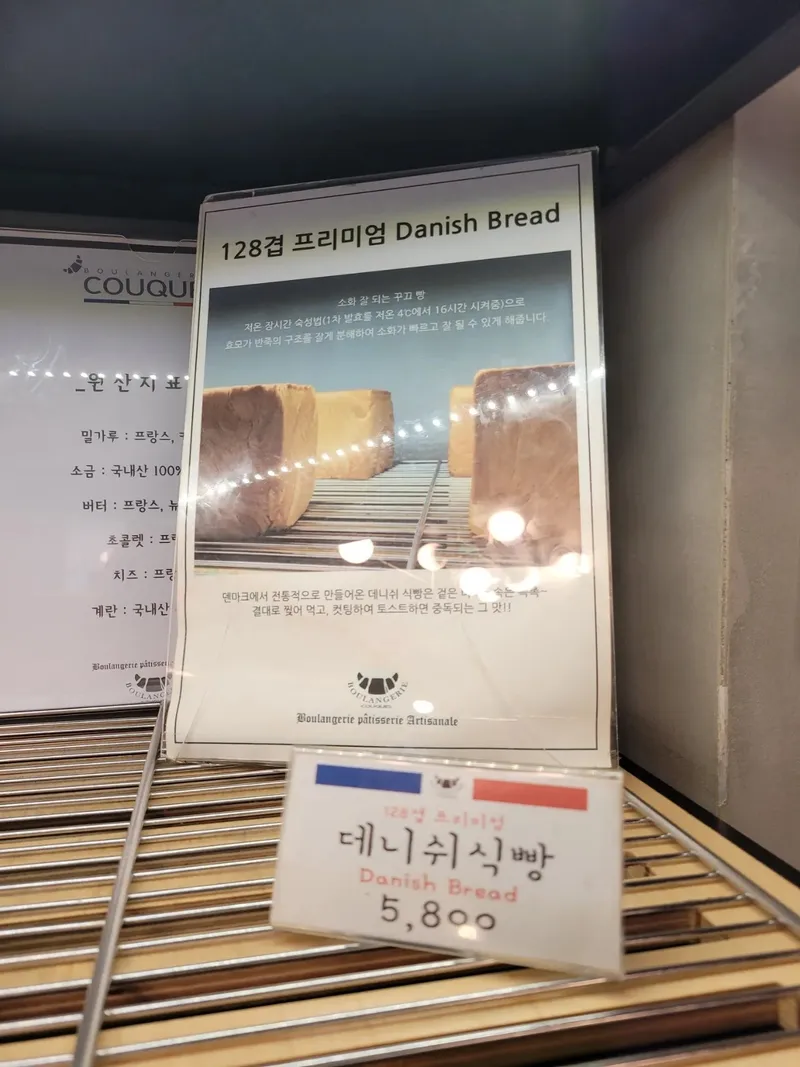 BOULANGE
COUQU
원산지표
밀가루 : 프랑스,
소금 : 국내산 100%
버터 : 프랑스, 뉴
초콜렛 : 프
치즈 : 프랑
계란 : 국내산
Boulangerie pâtisserie
128겹 프리미엄 Danish Bread
소화 잘 되는 꾸끄 빵
저온 장시간 숙성법(1차 발효를 저온 4℃에서 16시간 시켜줌)으로
효모가 반죽의 구조를 잘게 분해하여 소화가 빠르고 잘 될 수 있게 해줍니다.
덴마크에서 전통적으로 만들어온 데니쉬 식빵은 겉은
결대로 찢어 먹고, 컷팅하여 토스트하면 중독되는 그 맛!!
BOULANGERIE
Boulangerie pâtisserie Artisanale
128겹 프리미엄
데니쉬식빵
Danish Bread
5,800